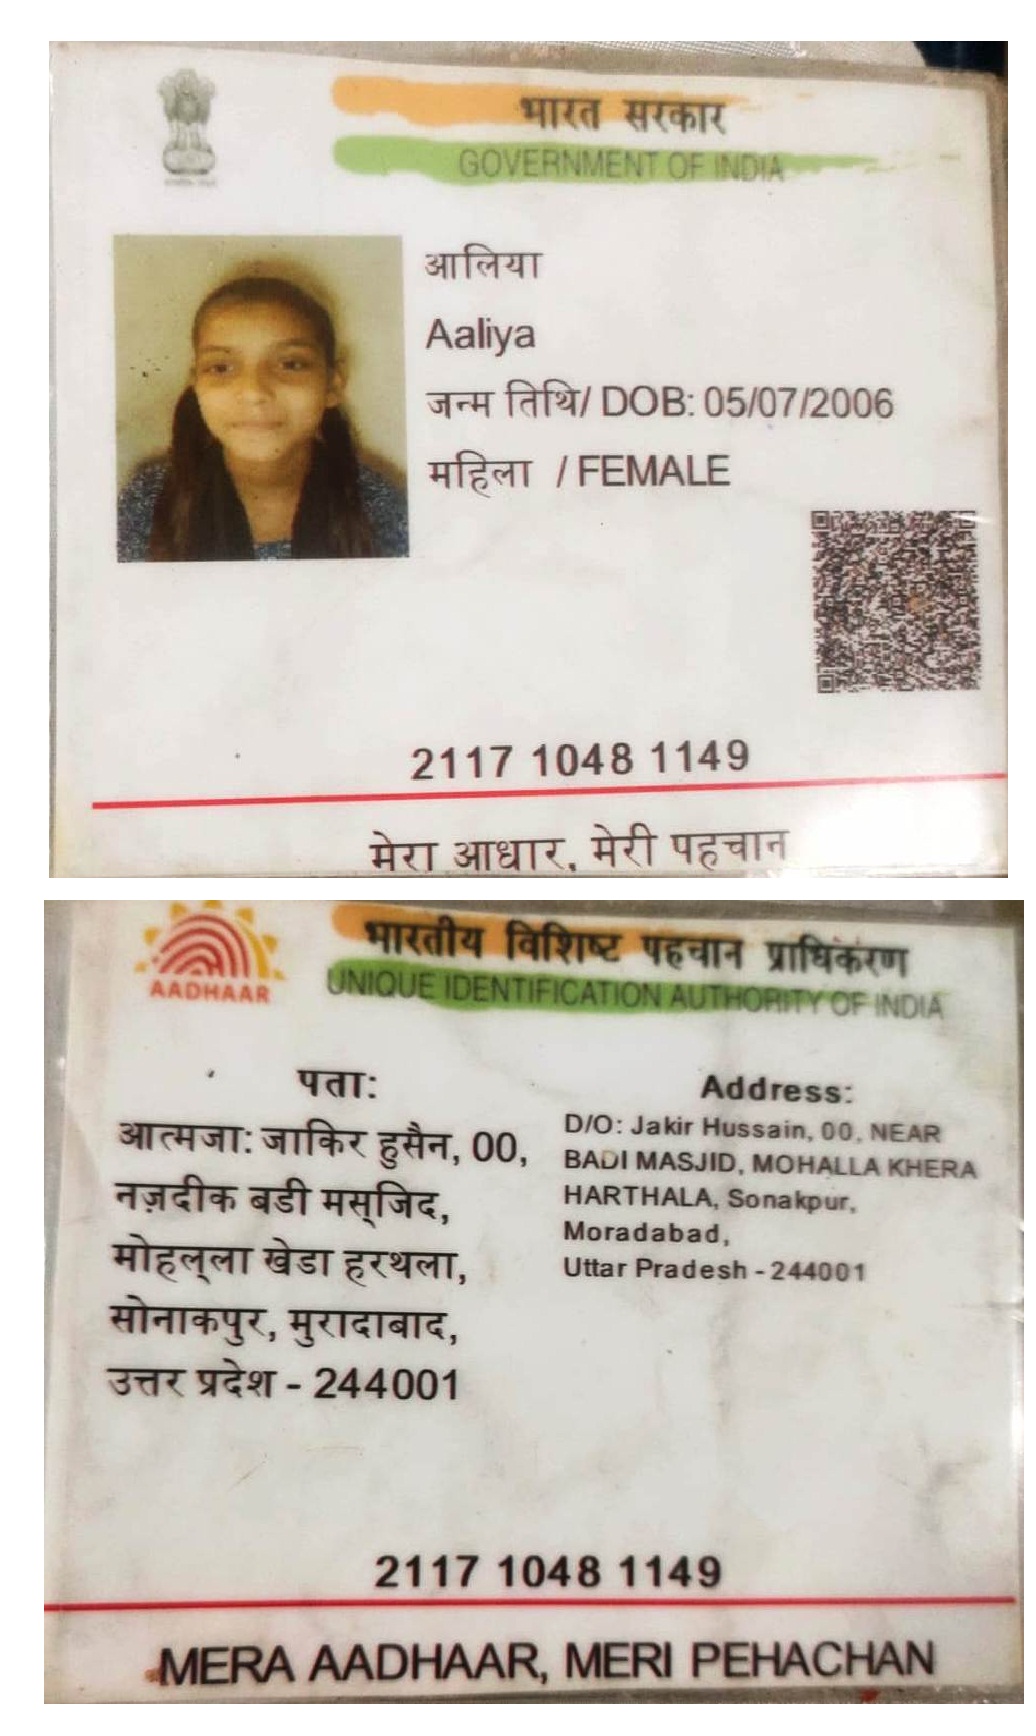 भारत सरकार
GOVERNMENT OF INDIA
आलिया
Aaliya
जन्म तिथि/ DOB: 05/07/2006
महिला / FEMALE
2117 1048 1149
मेरा आधार, मेरी पहचान
AADHAAR
भारतीय विशिष्ट पहचान प्राधिकरण
UNIQUE IDENTIFICATION AUTHORITY OF INDIA
पता:
आत्मजा: जाकिर हुसैन, 00,
नज़दीक बडी मस्जिद,
मोहल्ला खेडा हरथला,
सोनाकपुर, मुरादाबाद,
उत्तर प्रदेश - 244001
Address:
D/O: Jakir Hussain, 00, NEAR
BADI MASJID, MOHALLA KHERA
HARTHALA, Sonakpur,
Moradabad,
Uttar Pradesh - 244001
2117 1048 1149
MERA AADHAAR, MERI PEHACHAN